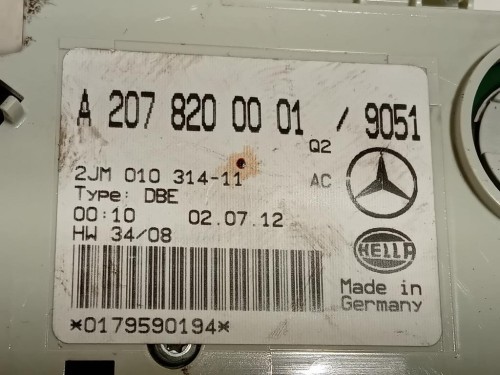 A 207 820 00 01 / 9051
Q2
2JM 010 314-11 AC
Type: DBE
00:10 02.07.12
HW 34/08
HELLA
Made in
Germany
*0179590194*